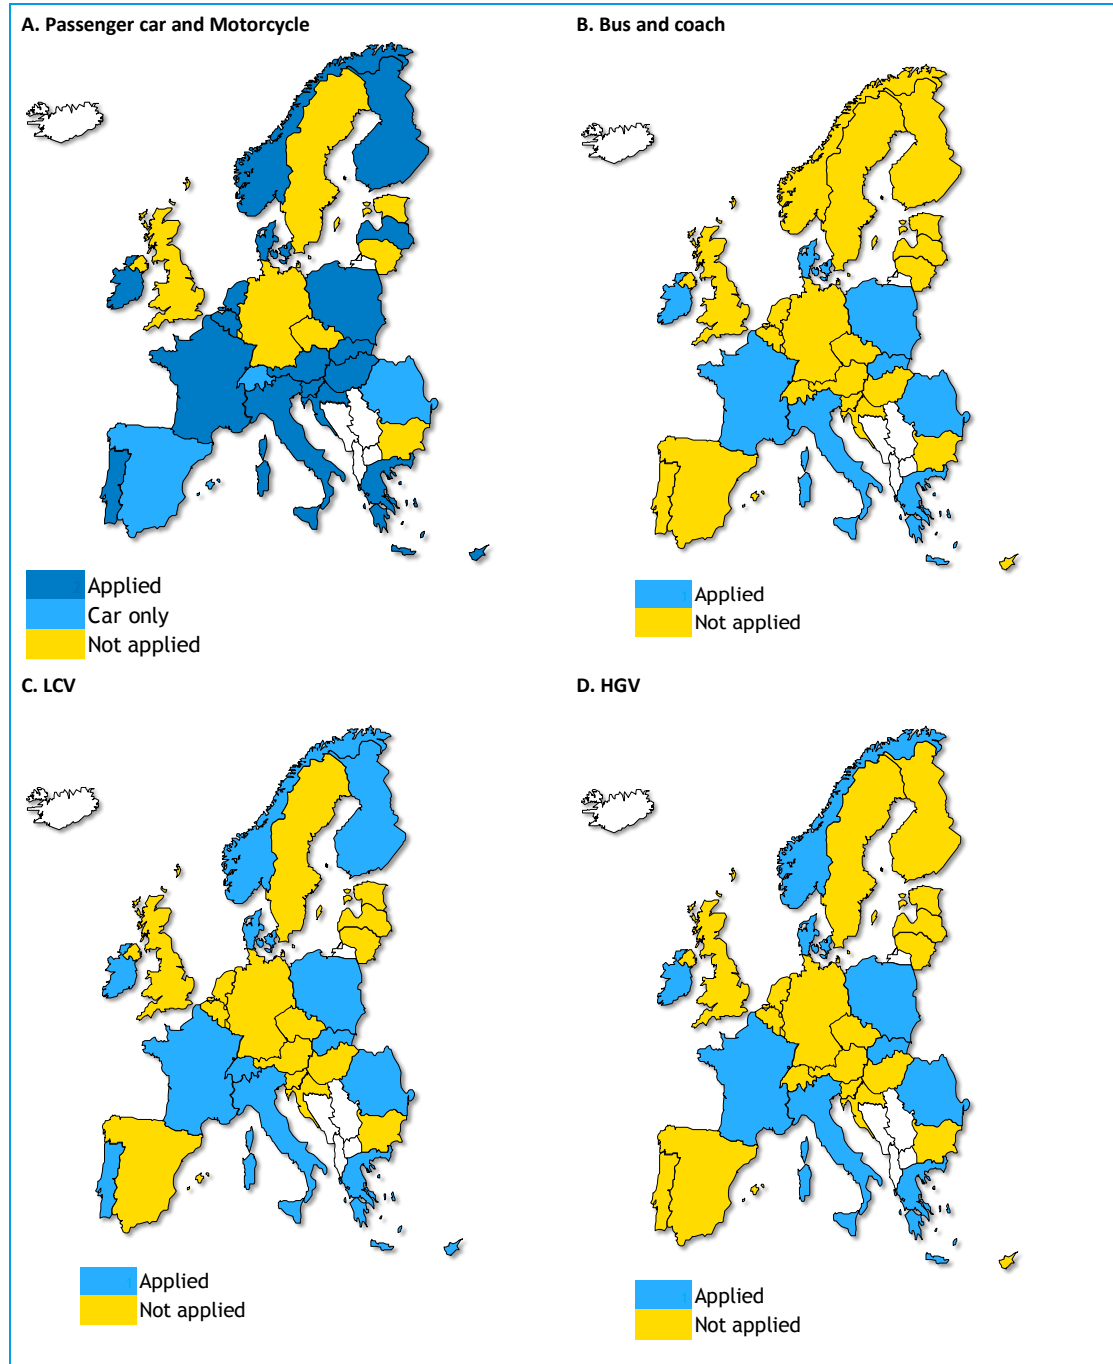 A. Passenger car and Motorcycle
B. Bus and coach
Applied
Car only
Not applied
Applied
Not applied
C. LCV
D. HGV
Applied
Not applied
Applied
Not applied